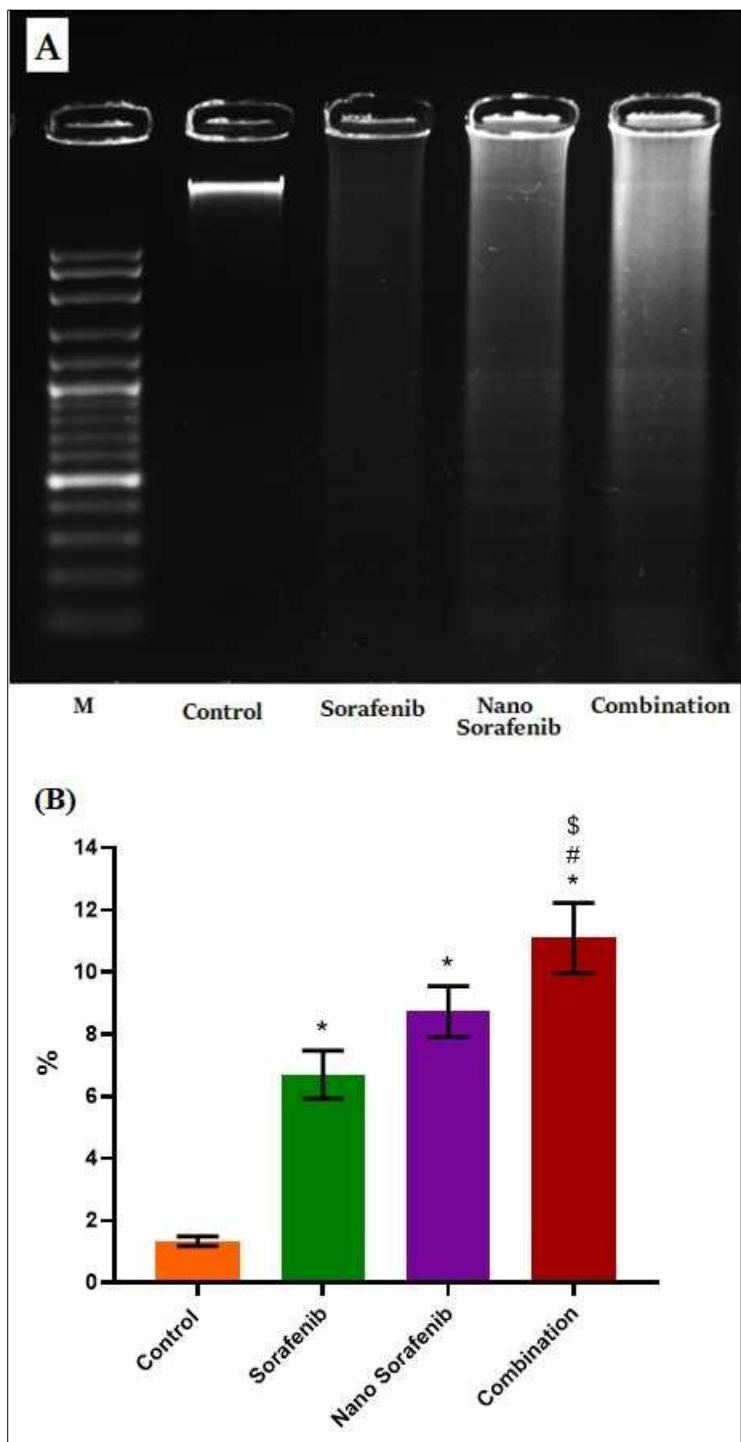 A
M
Control
Sorafenib
Nano
Sorafenib
Combination
(B)
14
12
10
8
6
4
2
0
%
*
*
$
#
*
Control
Sorafenib
Nano Sorafenib
Combination